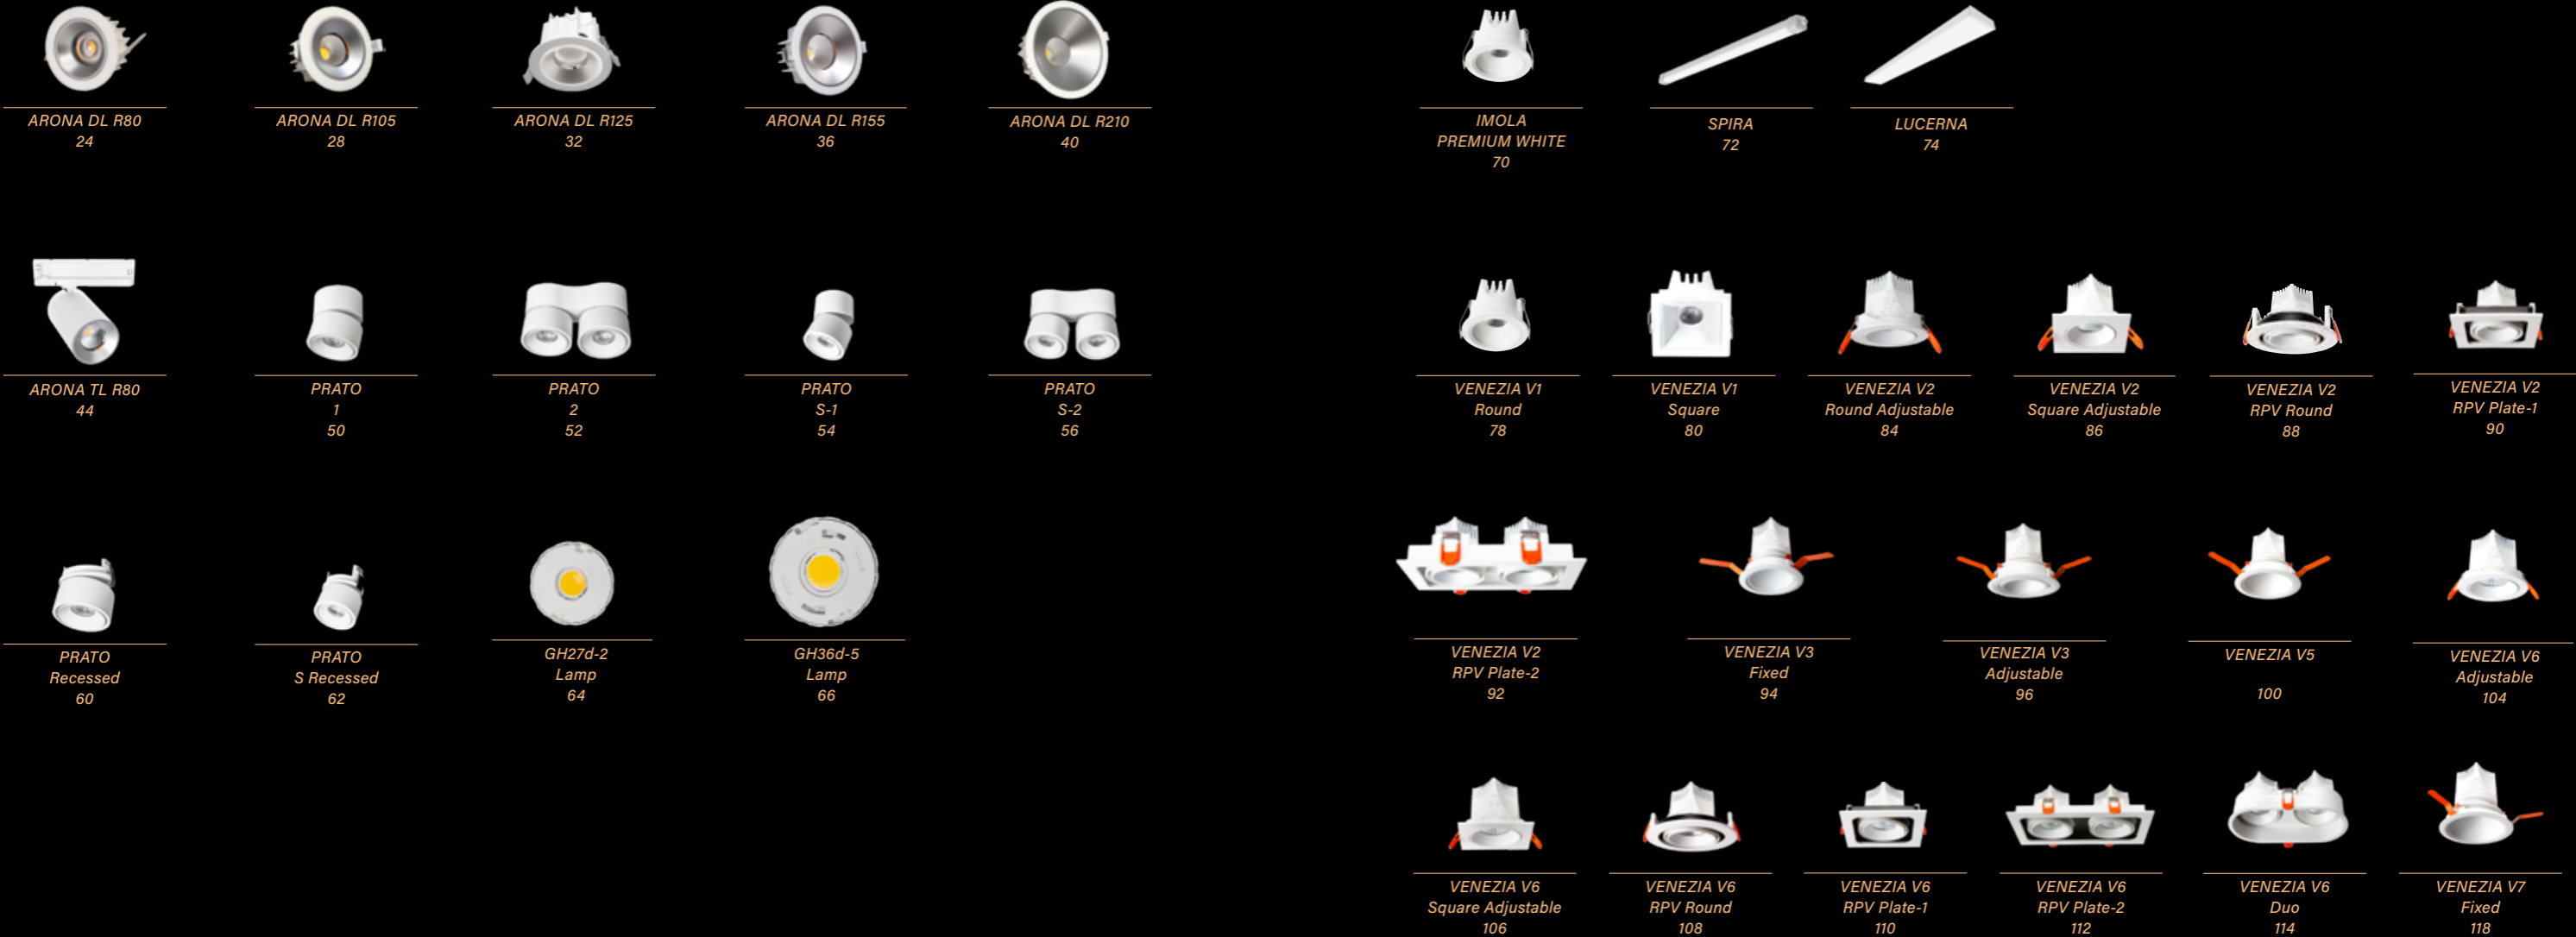 ARONA DL R80
24
ARONA DL R105
28
ARONA DL R125
32
ARONA DL R155
36
ARONA DL R210
40
ARONA TL R80
44
PRATO
1
50
PRATO
2
52
PRATO
S-1
54
PRATO
S-2
56
PRATO
Recessed
60
PRATO
S Recessed
62
GH27d-2
Lamp
64
GH36d-5
Lamp
66
IMOLA
PREMIUM WHITE
70
SPIRA
72
LUCERNA
74
VENEZIA V1
Round
78
VENEZIA V1
Square
80
VENEZIA V2
Round Adjustable
84
VENEZIA V2
Square Adjustable
86
VENEZIA V2
RPV Round
88
VENEZIA V2
RPV Plate-1
90
VENEZIA V2
RPV Plate-2
92
VENEZIA V3
Fixed
94
VENEZIA V3
Adjustable
96
VENEZIA V5
100
VENEZIA V6
Adjustable
104
VENEZIA V6
Square Adjustable
106
VENEZIA V6
RPV Round
108
VENEZIA V6
RPV Plate-1
110
VENEZIA V6
RPV Plate-2
112
VENEZIA V6
Duo
114
VENEZIA V7
Fixed
118